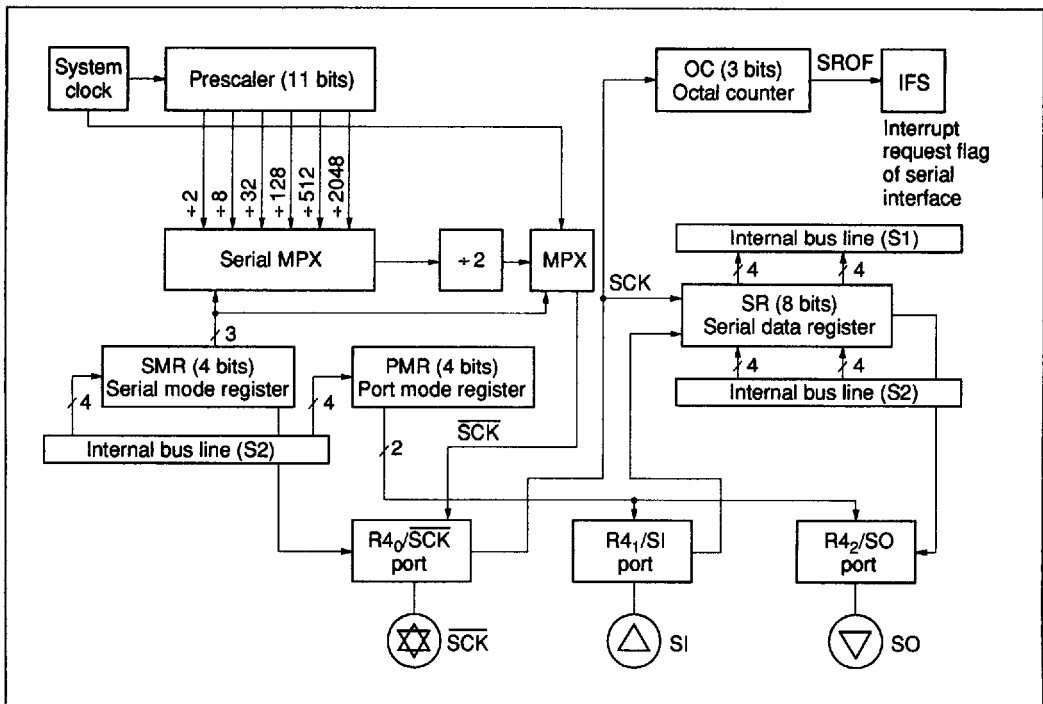 System
clock
Prescaler (11 bits)
OC (3 bits)
Octal counter
SROF
IFS
Interrupt
request flag
of serial
interface
÷2
÷8
÷32
÷128
÷512
÷2048
Serial MPX
÷2
MPX
SCK
Internal bus line (S1)
4
4
SR (8 bits)
Serial data register
4
4
Internal bus line (S2)
3
SMR (4 bits)
Serial mode register
PMR (4 bits)
Port mode register
4
4
Internal bus line (S2)
2
S̅C̅K̅
R4₀/S̅C̅K̅
port
R4₁/SI
port
R4₂/SO
port
S̅C̅K̅
SI
SO